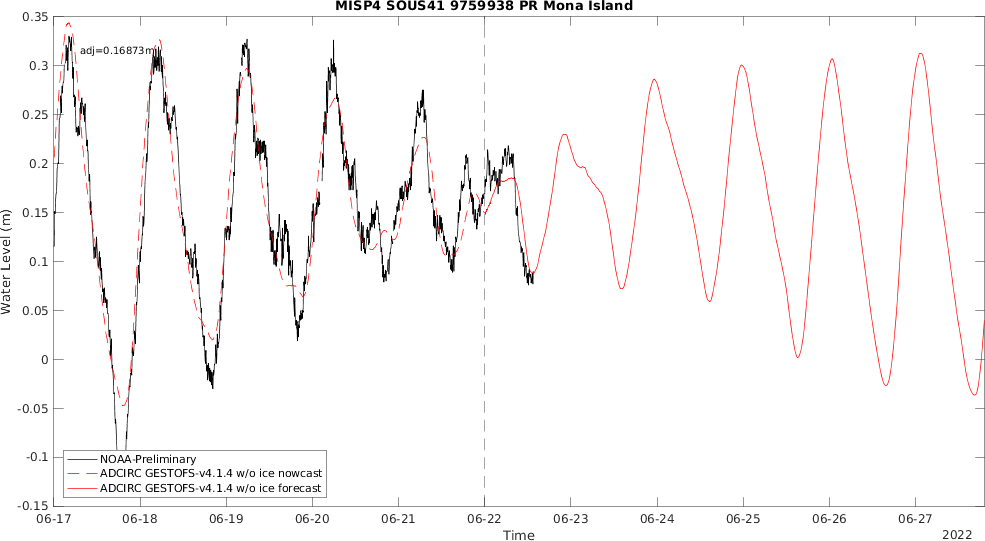 MISP4 SOUS41 9759938 PR Mona Island
adj=0.16873m
Water Level (m)
0.35
0.3
0.25
0.2
0.15
0.1
0.05
0
-0.05
-0.1
-0.15
NOAA-Preliminary
ADCIRC GESTOFS-v4.1.4 w/o ice nowcast
ADCIRC GESTOFS-v4.1.4 w/o ice forecast
06-17 06-18 06-19 06-20 06-21 06-22 06-23 06-24 06-25 06-26 06-27
Time
2022